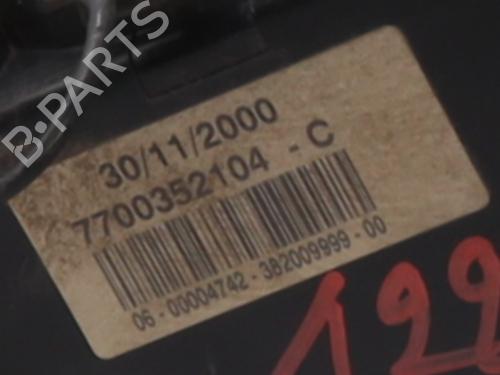 B-PARTS
30/11/2000
7700352104 - C
06 - 00004742 - 382009999 - 00